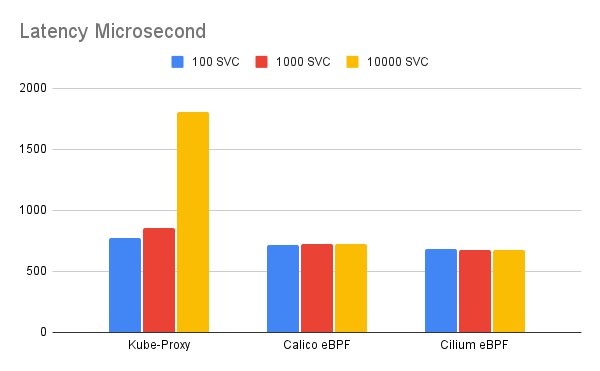 Latency Microsecond
100 SVC 1000 SVC 10000 SVC
2000
1500
1000
500
0
Kube-Proxy Calico eBPF Cilium eBPF